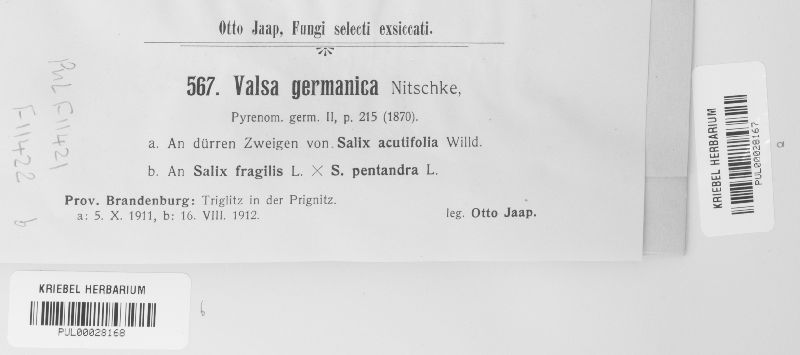 Otto Jaap, Fungi selecti exsiccati.
567. Valsa germanica Nitschke,
Pyrenom. germ. II, p. 215 (1870).
a. An dürren Zweigen von Salix acutifolia Willd.
b. An Salix fragilis L. × S. pentandra L.
Prov. Brandenburg: Triglitz in der Prignitz.
a: 5. X. 1911, b: 16. VIII. 1912.
leg. Otto Jaap.
PUL F11421
F11422 b
KRIEBEL HERBARIUM
PUL00028167
a
KRIEBEL HERBARIUM
PUL00028168
b